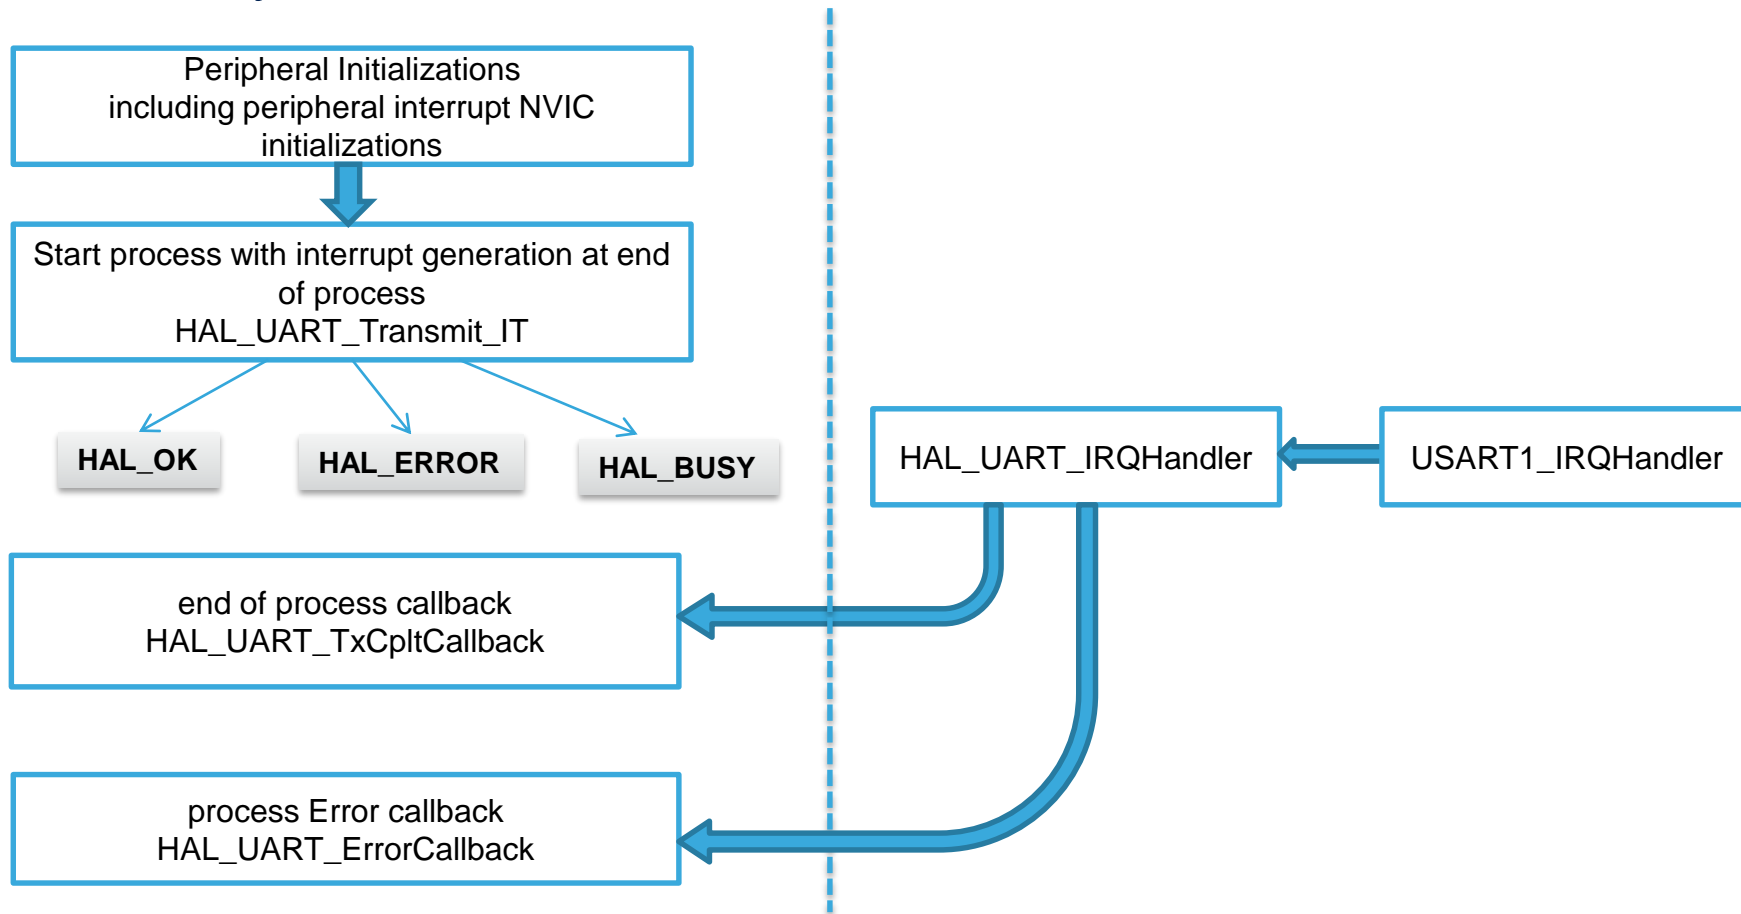 Peripheral Initializations
including peripheral interrupt NVIC
initializations
Start process with interrupt generation at end
of process
HAL_UART_Transmit_IT
HAL_OK
HAL_ERROR
HAL_BUSY
HAL_UART_IRQHandler
USART1_IRQHandler
end of process callback
HAL_UART_TxCpltCallback
process Error callback
HAL_UART_ErrorCallback